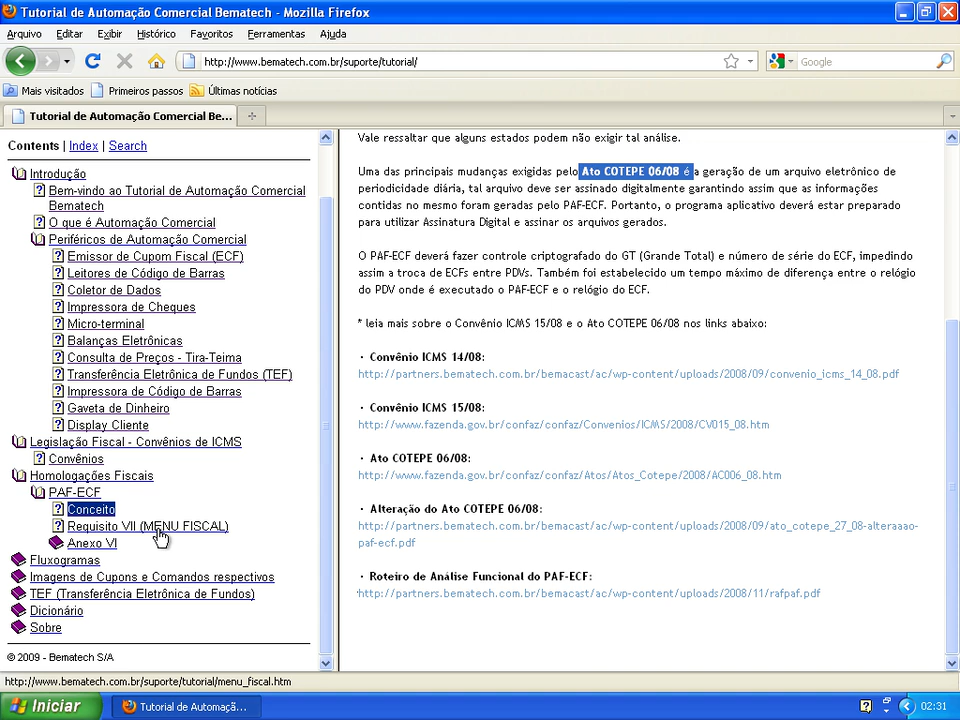 Tutorial de Automação Comercial Bematech - Mozilla Firefox
Arquivo Editar Exibir Histórico Favoritos Ferramentas Ajuda
http://www.bematech.com.br/suporte/tutorial/
Google
Mais visitados Primeiros passos Últimas notícias
Tutorial de Automação Comercial Be...
Contents | Index | Search
Introdução
Bem-vindo ao Tutorial de Automação Comercial
Bematech
O que é Automação Comercial
Periféricos de Automação Comercial
Emissor de Cupom Fiscal (ECF)
Leitores de Código de Barras
Coletor de Dados
Impressora de Cheques
Micro-terminal
Balanças Eletrônicas
Consulta de Preços - Tira-Teima
Transferência Eletrônica de Fundos (TEF)
Impressora de Código de Barras
Gaveta de Dinheiro
Display Cliente
Legislação Fiscal - Convênios de ICMS
Convênios
Homologações Fiscais
PAF-ECF
Conceito
Requisito VII (MENU FISCAL)
Anexo VI
Fluxogramas
Imagens de Cupons e Comandos respectivos
TEF (Transferência Eletrônica de Fundos)
Dicionário
Sobre
© 2009 - Bematech S/A
Vale ressaltar que alguns estados podem não exigir tal análise.
Uma das principais mudanças exigidas pelo Ato COTEPE 06/08 é a geração de um arquivo eletrônico de
periodicidade diária, tal arquivo deve ser assinado digitalmente garantindo assim que as informações
contidas no mesmo foram geradas pelo PAF-ECF. Portanto, o programa aplicativo deverá estar preparado
para utilizar Assinatura Digital e assinar os arquivos gerados.
O PAF-ECF deverá fazer controle criptografado do GT (Grande Total) e número de série do ECF, impedindo
assim a troca de ECFs entre PDVs. Também foi estabelecido um tempo máximo de diferença entre o relógio
do PDV onde é executado o PAF-ECF e o relógio do ECF.
* leia mais sobre o Convênio ICMS 15/08 e o Ato COTEPE 06/08 nos links abaixo:
· Convênio ICMS 14/08:
http://partners.bematech.com.br/bemacast/ac/wp-content/uploads/2008/09/convenio_icms_14_08.pdf
· Convênio ICMS 15/08:
http://www.fazenda.gov.br/confaz/confaz/Convenios/ICMS/2008/CV015_08.htm
· Ato COTEPE 06/08:
http://www.fazenda.gov.br/confaz/confaz/Atos/Atos_Cotepe/2008/AC006_08.htm
· Alteração do Ato COTEPE 06/08:
http://partners.bematech.com.br/bemacast/ac/wp-content/uploads/2008/09/ato_cotepe_27_08-alteraaao-
paf-ecf.pdf
· Roteiro de Análise Funcional do PAF-ECF:
http://partners.bematech.com.br/bemacast/ac/wp-content/uploads/2008/11/rafpaf.pdf
http://www.bematech.com.br/suporte/tutorial/menu_fiscal.htm
Iniciar
Tutorial de Automaçã...
02:31